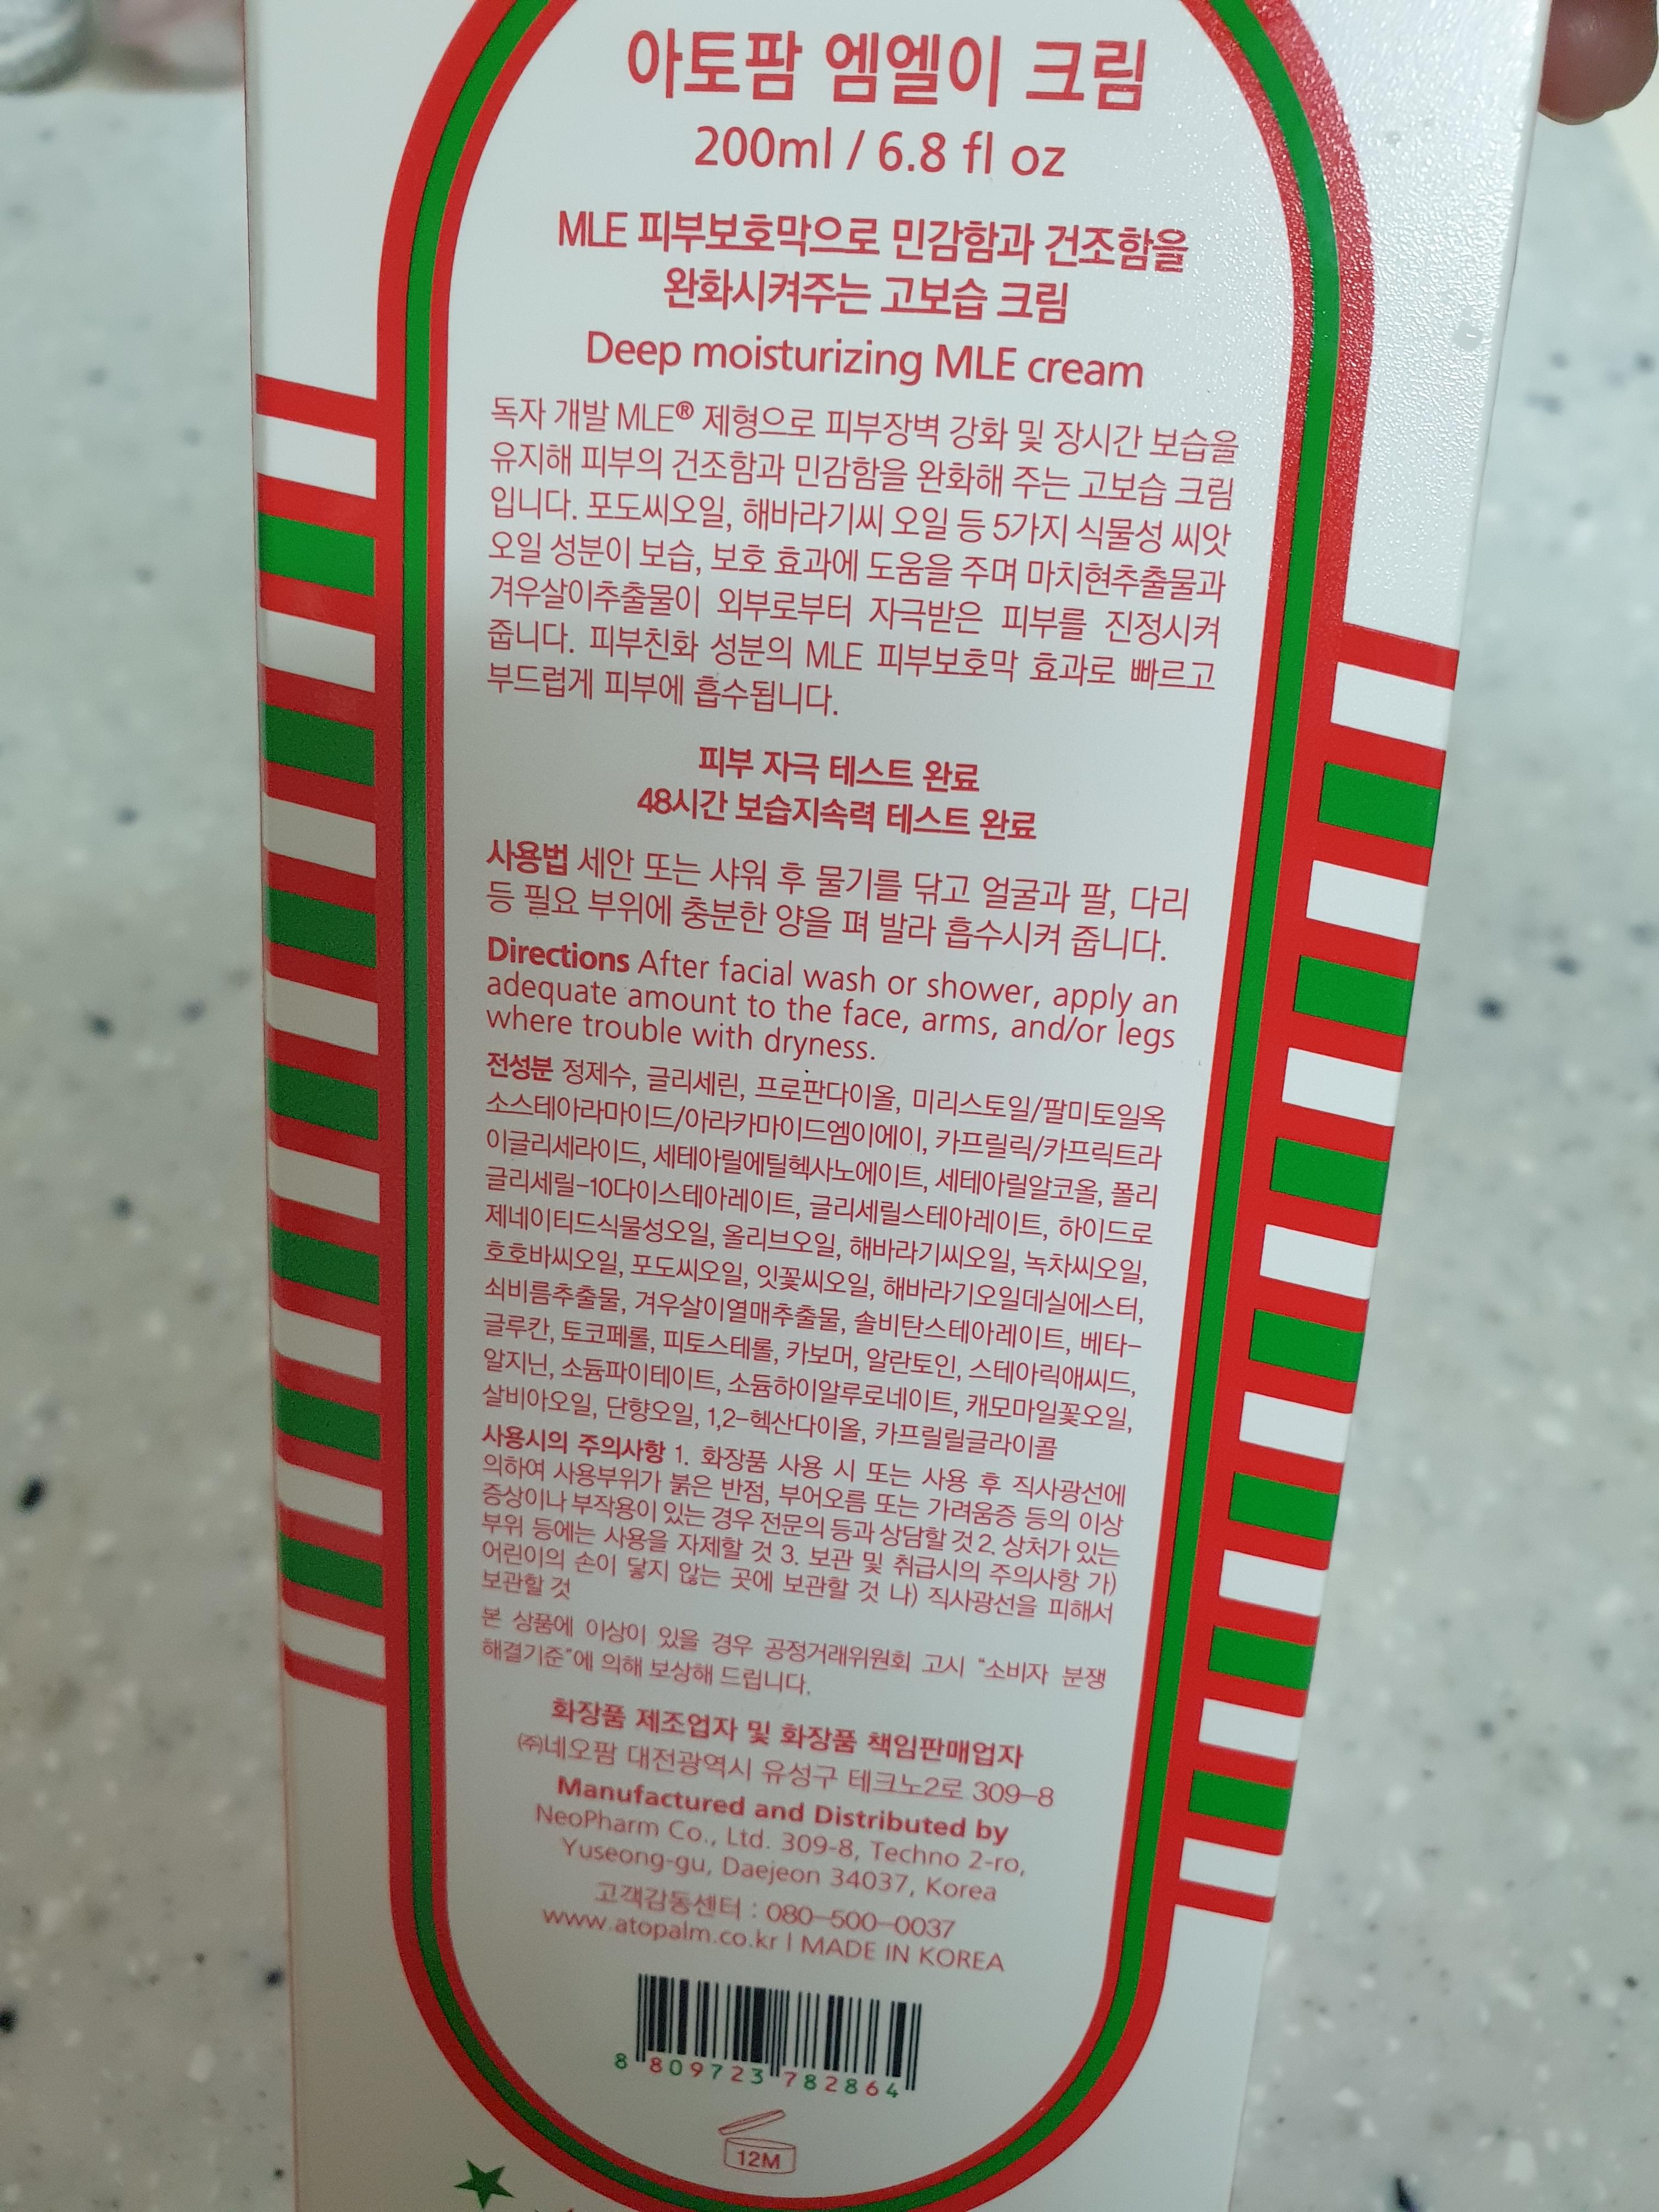 아토팜 엠엘이 크림
200ml / 6.8 fl oz
MLE 피부보호막으로 민감함과 건조함을
완화시켜주는 고보습 크림
Deep moisturizing MLE cream
독자 개발 MLE® 제형으로 피부장벽 강화 및 장시간 보습을
유지해 피부의 건조함과 민감함을 완화해 주는 고보습 크림
입니다. 포도씨오일, 해바라기씨 오일 등 5가지 식물성 씨앗
오일 성분이 보습, 보호 효과에 도움을 주며 마치현추출물과
겨우살이추출물이 외부로부터 자극받은 피부를 진정시켜
줍니다. 피부친화 성분의 MLE 피부보호막 효과로 빠르고
부드럽게 피부에 흡수됩니다.
피부 자극 테스트 완료
48시간 보습지속력 테스트 완료
사용법 세안 또는 샤워 후 물기를 닦고 얼굴과 팔, 다리
등 필요 부위에 충분한 양을 펴 발라 흡수시켜 줍니다.
Directions After facial wash or shower, apply an
adequate amount to the face, arms, and/or legs
where trouble with dryness.
전성분 정제수, 글리세린, 프로판다이올, 미리스토일/팔미토일옥
소스테아라마이드/아라카마이드엠이에이, 카프릴릭/카프릭트라
이글리세라이드, 세테아릴에틸헥사노에이트, 세테아릴알코올, 폴리
글리세릴-10다이스테아레이트, 글리세릴스테아레이트, 하이드로
제네이티드식물성오일, 올리브오일, 해바라기씨오일, 녹차씨오일,
호호바씨오일, 포도씨오일, 잇꽃씨오일, 해바라기오일데실에스터,
쇠비름추출물, 겨우살이열매추출물, 솔비탄스테아레이트, 베타-
글루칸, 토코페롤, 피토스테롤, 카보머, 알란토인, 스테아릭애씨드,
알지닌, 소듐파이테이트, 소듐하이알루로네이트, 캐모마일꽃오일,
살비아오일, 단향오일, 1,2-헥산다이올, 카프릴릴글라이콜
사용시의 주의사항 1. 화장품 사용 시 또는 사용 후 직사광선에
의하여 사용부위가 붉은 반점, 부어오름 또는 가려움증 등의 이상
증상이나 부작용이 있는 경우 전문의 등과 상담할 것 2. 상처가 있는
부위 등에는 사용을 자제할 것 3. 보관 및 취급시의 주의사항 가)
어린이의 손이 닿지 않는 곳에 보관할 것 나) 직사광선을 피해서
보관할 것
본 상품에 이상이 있을 경우 공정거래위원회 고시 "소비자 분쟁
해결기준"에 의해 보상해 드립니다.
화장품 제조업자 및 화장품 책임판매업자
㈜네오팜 대전광역시 유성구 테크노2로 309-8
Manufactured and Distributed by
NeoPharm Co., Ltd. 309-8, Techno 2-ro,
Yuseong-gu, Daejeon 34037, Korea
고객감동센터 : 080-500-0037
www.atopalm.co.kr | MADE IN KOREA
8 809723 782864
12M